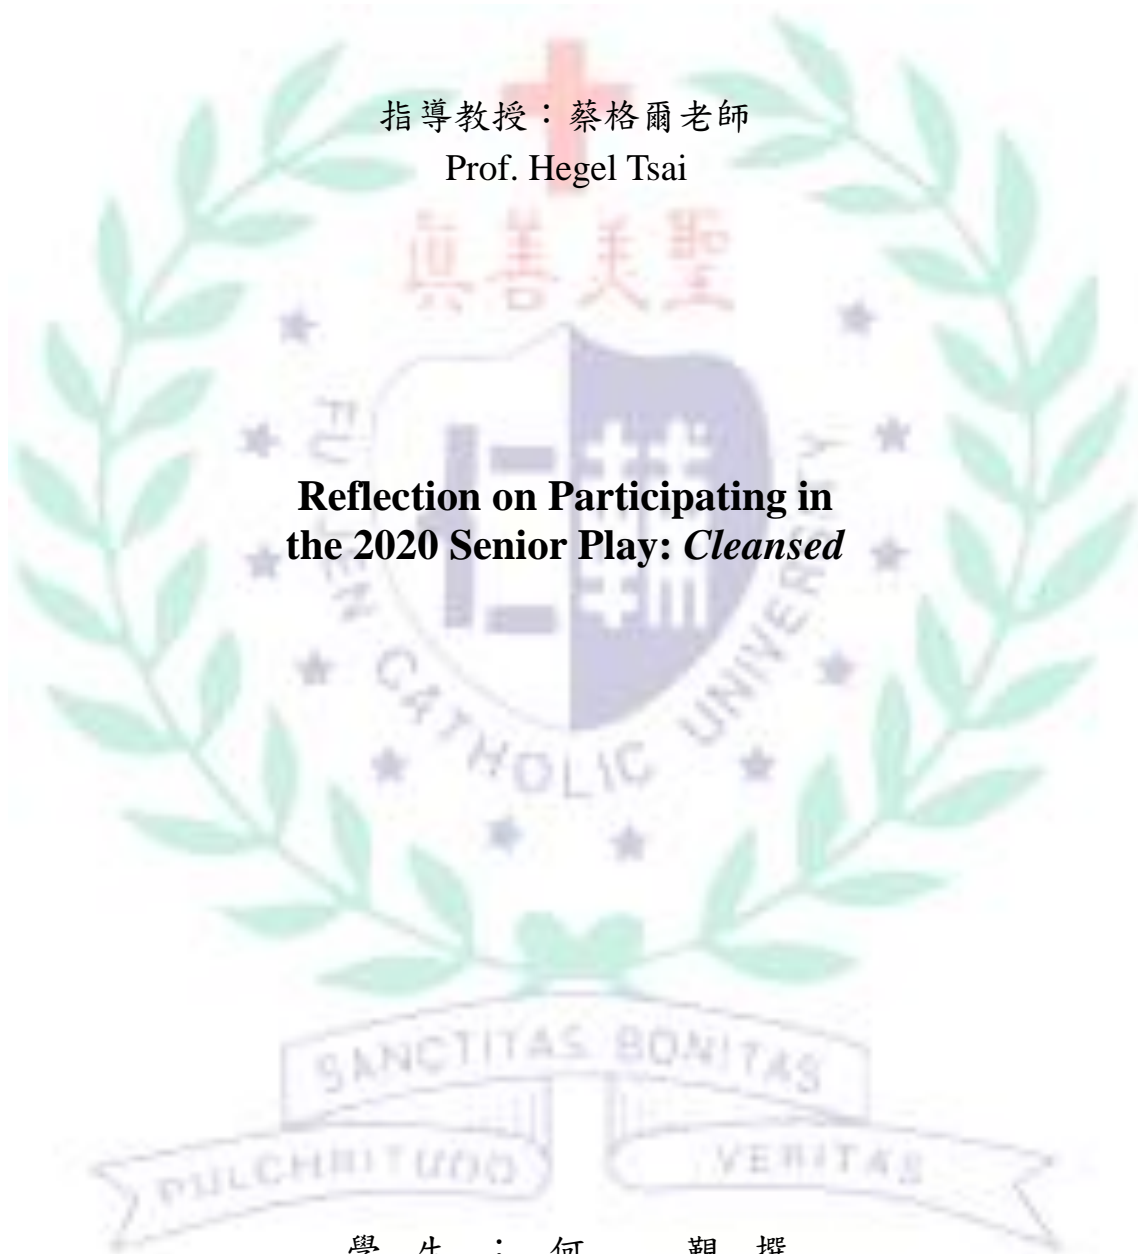 指導教授：蔡格爾老師
Prof. Hegel Tsai
真善美聖
FU JEN CATHOLIC UNIVERSITY
Reflection on Participating in
the 2020 Senior Play: Cleansed
SANCTITAS BONITAS
PULCHRITUDO VERITAS
學 生 ： 何 覲 撰